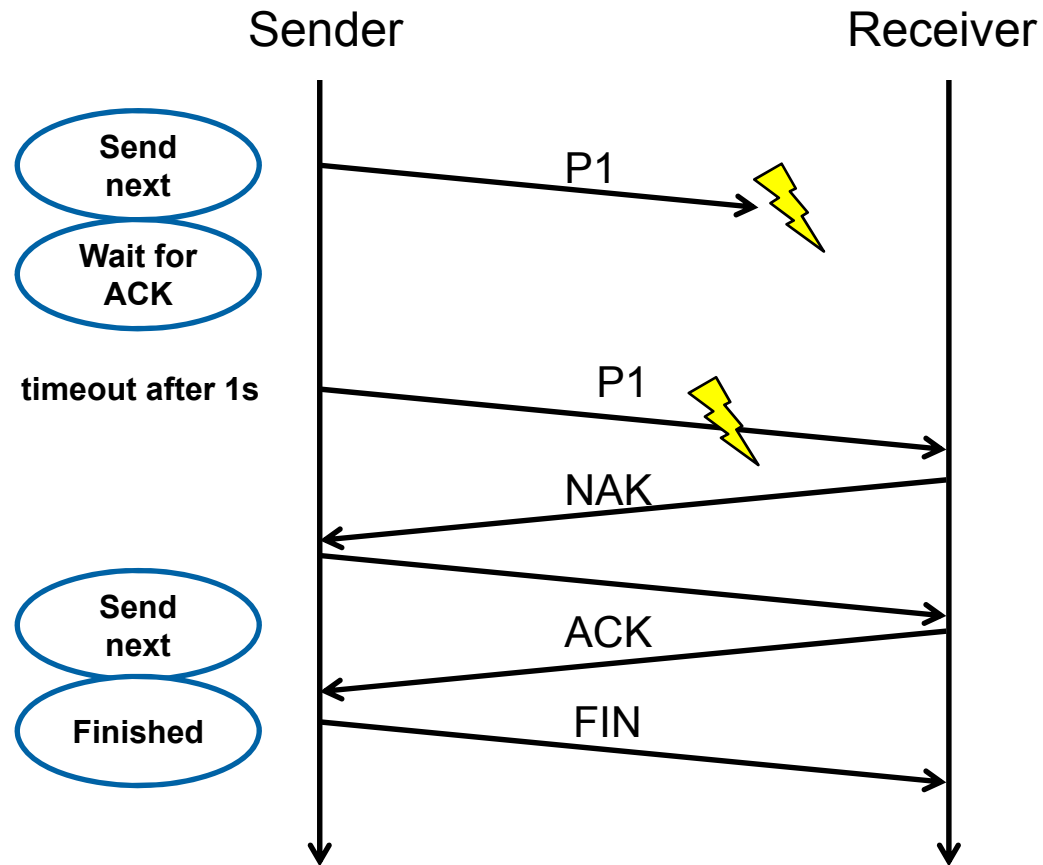 Sender
Receiver
Send
next
P1
Wait for
ACK
timeout after 1s
P1
NAK
Send
next
ACK
Finished
FIN